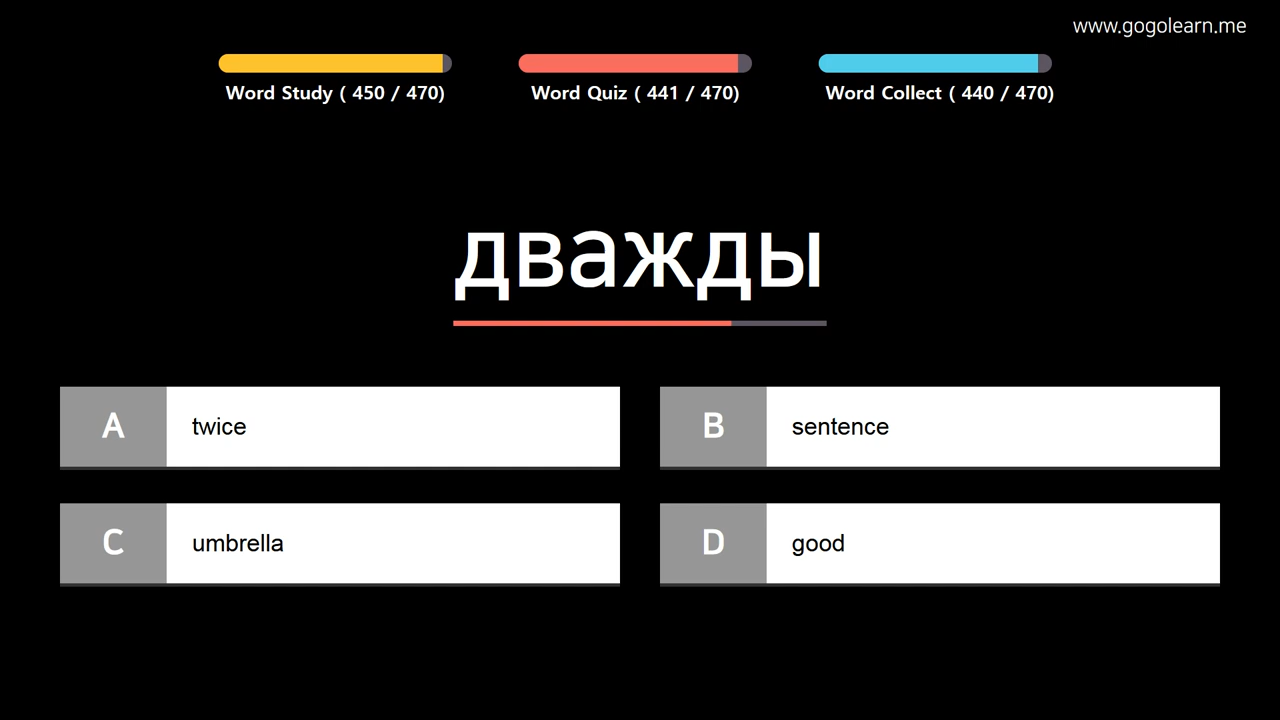 www.gogolearn.me
Word Study ( 450 / 470)
Word Quiz ( 441 / 470)
Word Collect ( 440 / 470)
дважды
A twice
B sentence
C umbrella
D good